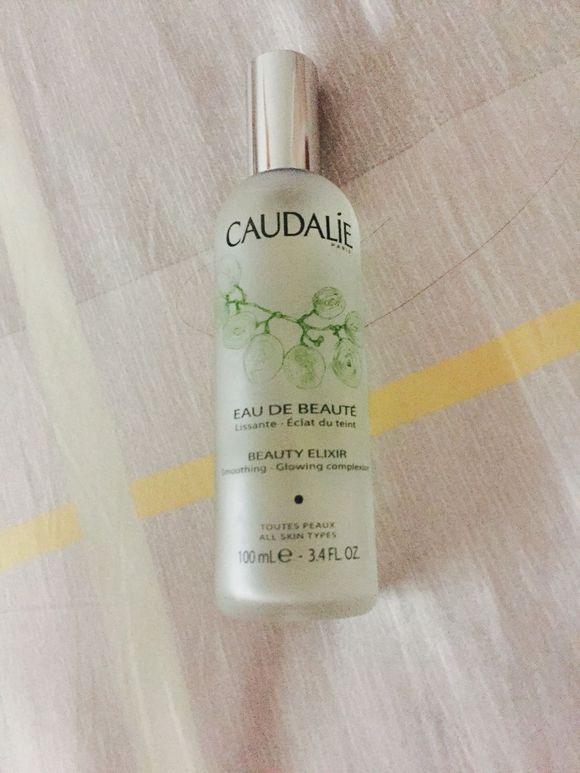 CAUDALíE
PARIS
EAU DE BEAUTÉ
Lissante · Éclat du teint
BEAUTY ELIXIR
Smoothing · Glowing complexion
TOUTES PEAUX
ALL SKIN TYPES
100 mL e - 3.4 FL. OZ.